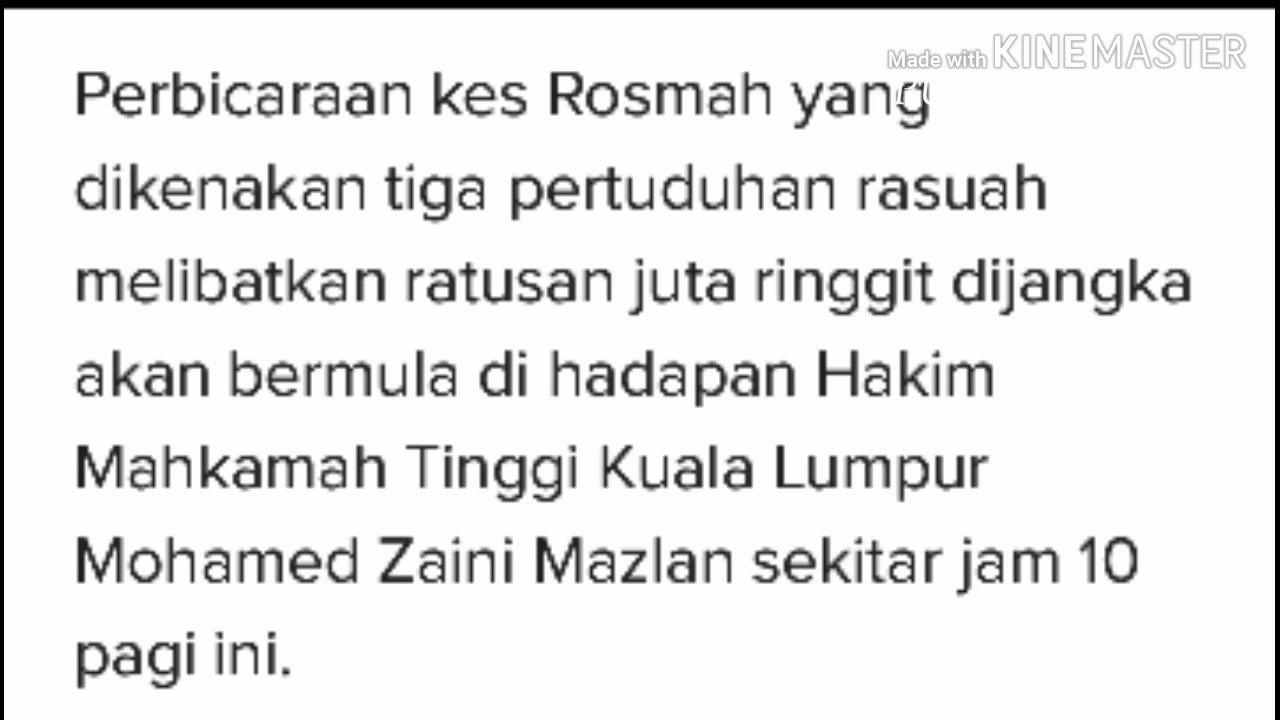 Made with KINEMASTER
Perbicaraan kes Rosmah yang
dikenakan tiga pertuduhan rasuah
melibatkan ratusan juta ringgit dijangka
akan bermula di hadapan Hakim
Mahkamah Tinggi Kuala Lumpur
Mohamed Zaini Mazlan sekitar jam 10
pagi ini.